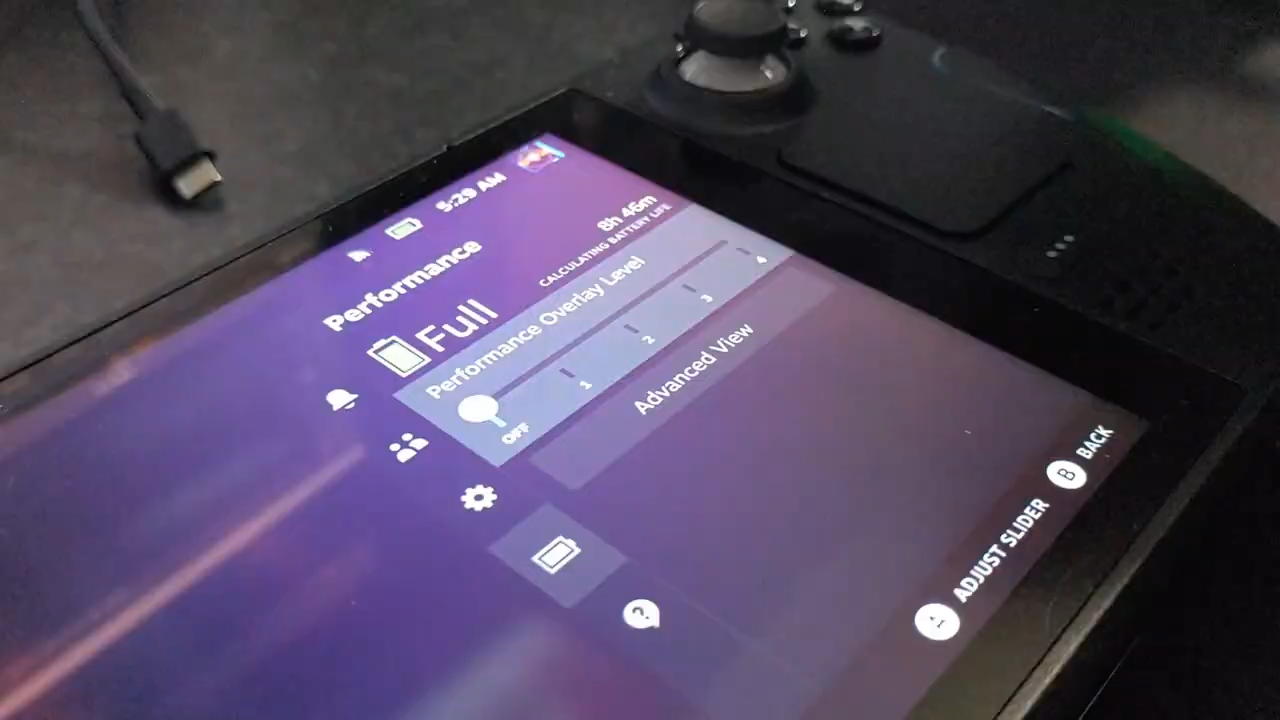 5:29 AM
Performance
Full
8h 46m
CALCULATING BATTERY LIFE
Performance Overlay Level
OFF 1 2 3 4
Advanced View
A ADJUST SLIDER B BACK